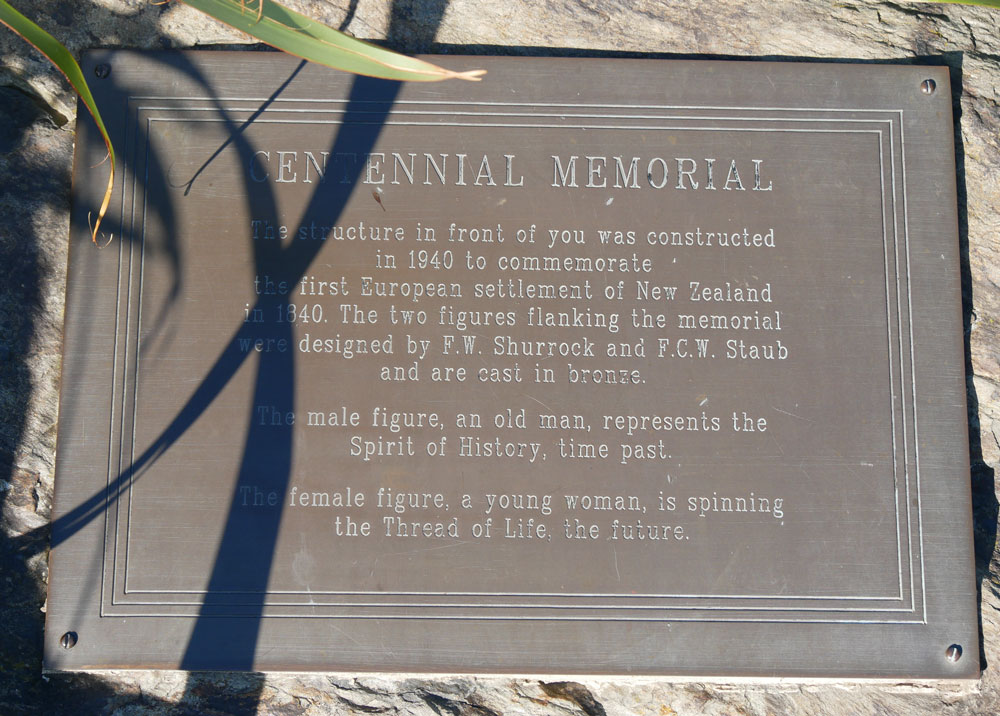 CENTENNIAL MEMORIAL
The structure in front of you was constructed
in 1940 to commemorate
the first European settlement of New Zealand
in 1840. The two figures flanking the memorial
were designed by F.W. Shurrock and F.C.W. Staub
and are cast in bronze.
The male figure, an old man, represents the
Spirit of History, time past.
The female figure, a young woman, is spinning
the Thread of Life, the future.